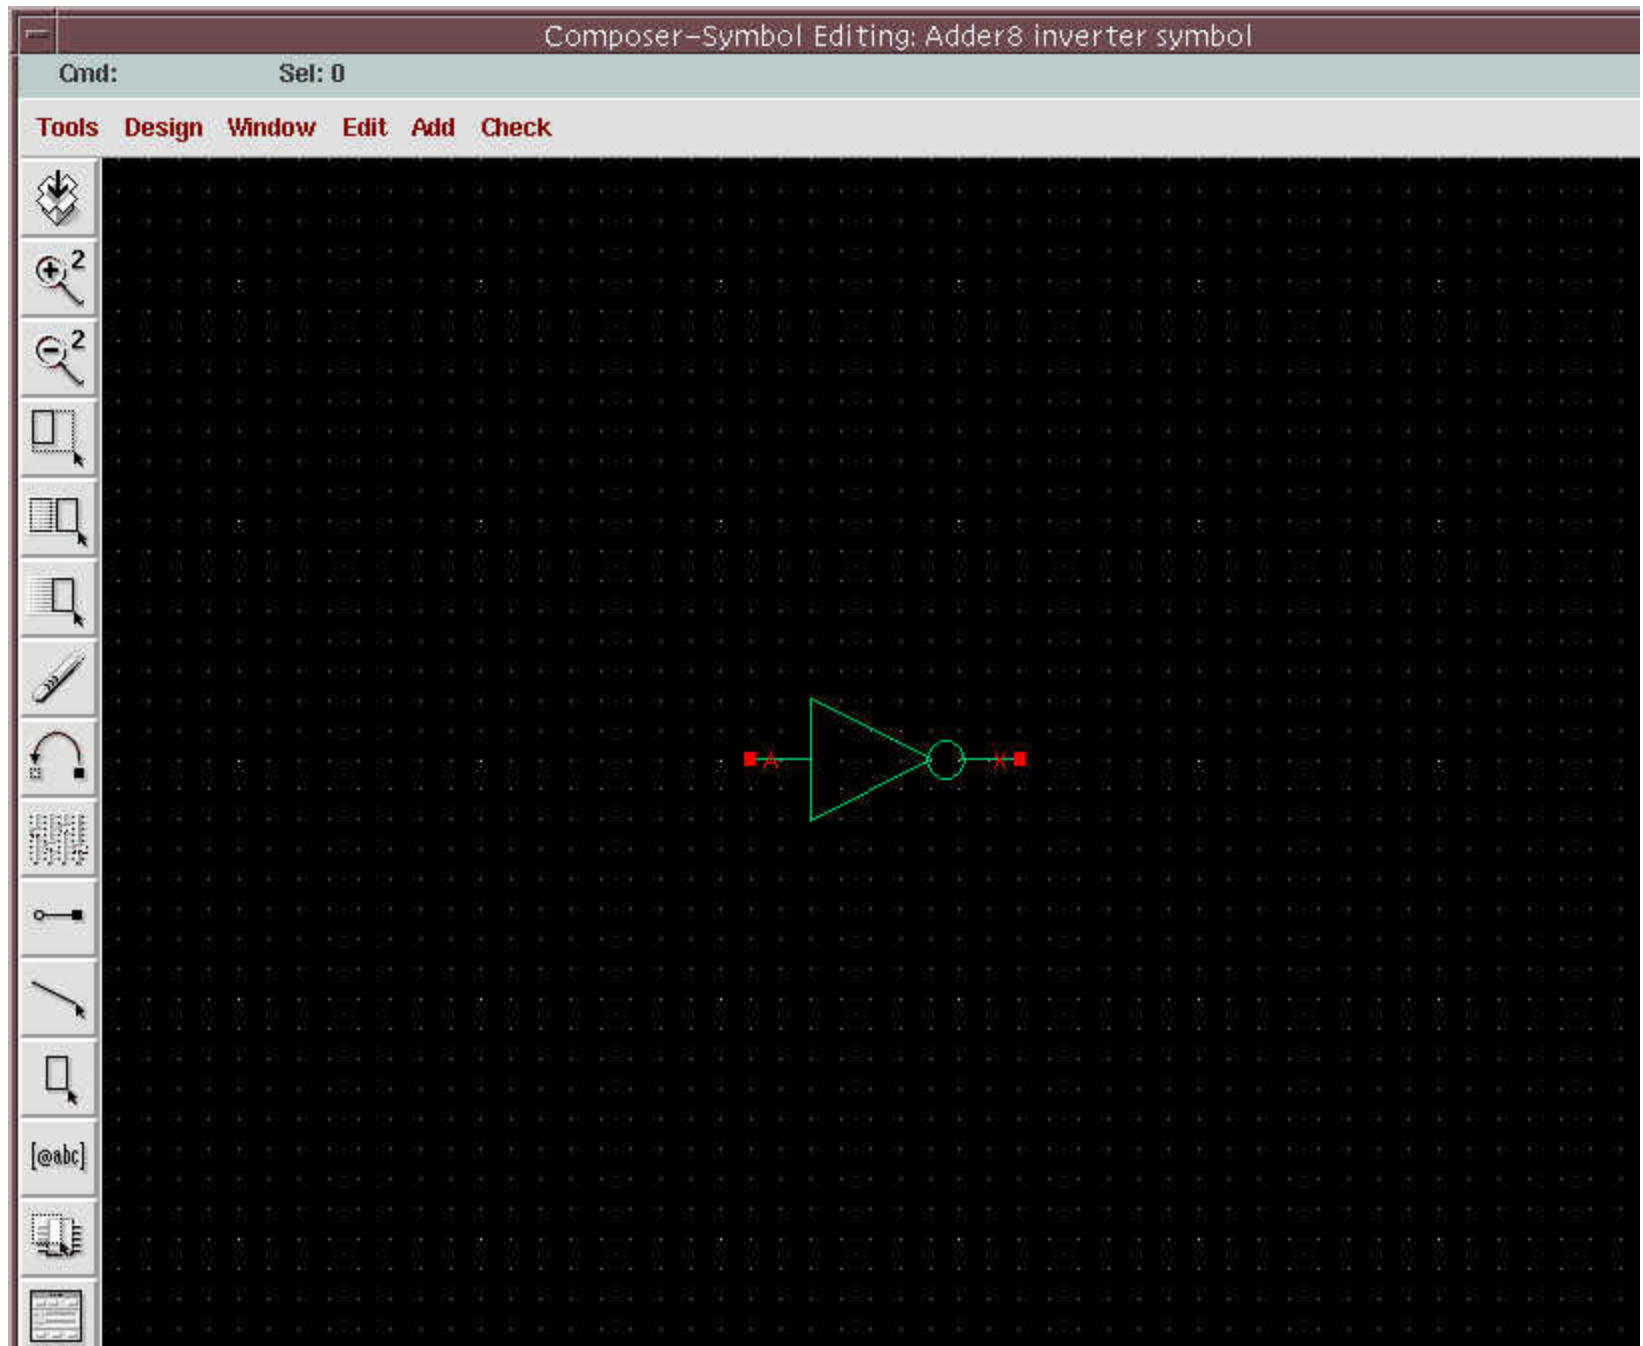 Composer-Symbol Editing: Adder8 inverter symbol
Cmd: Sel: 0
Tools Design Window Edit Add Check
2
2
A X
[@abc]